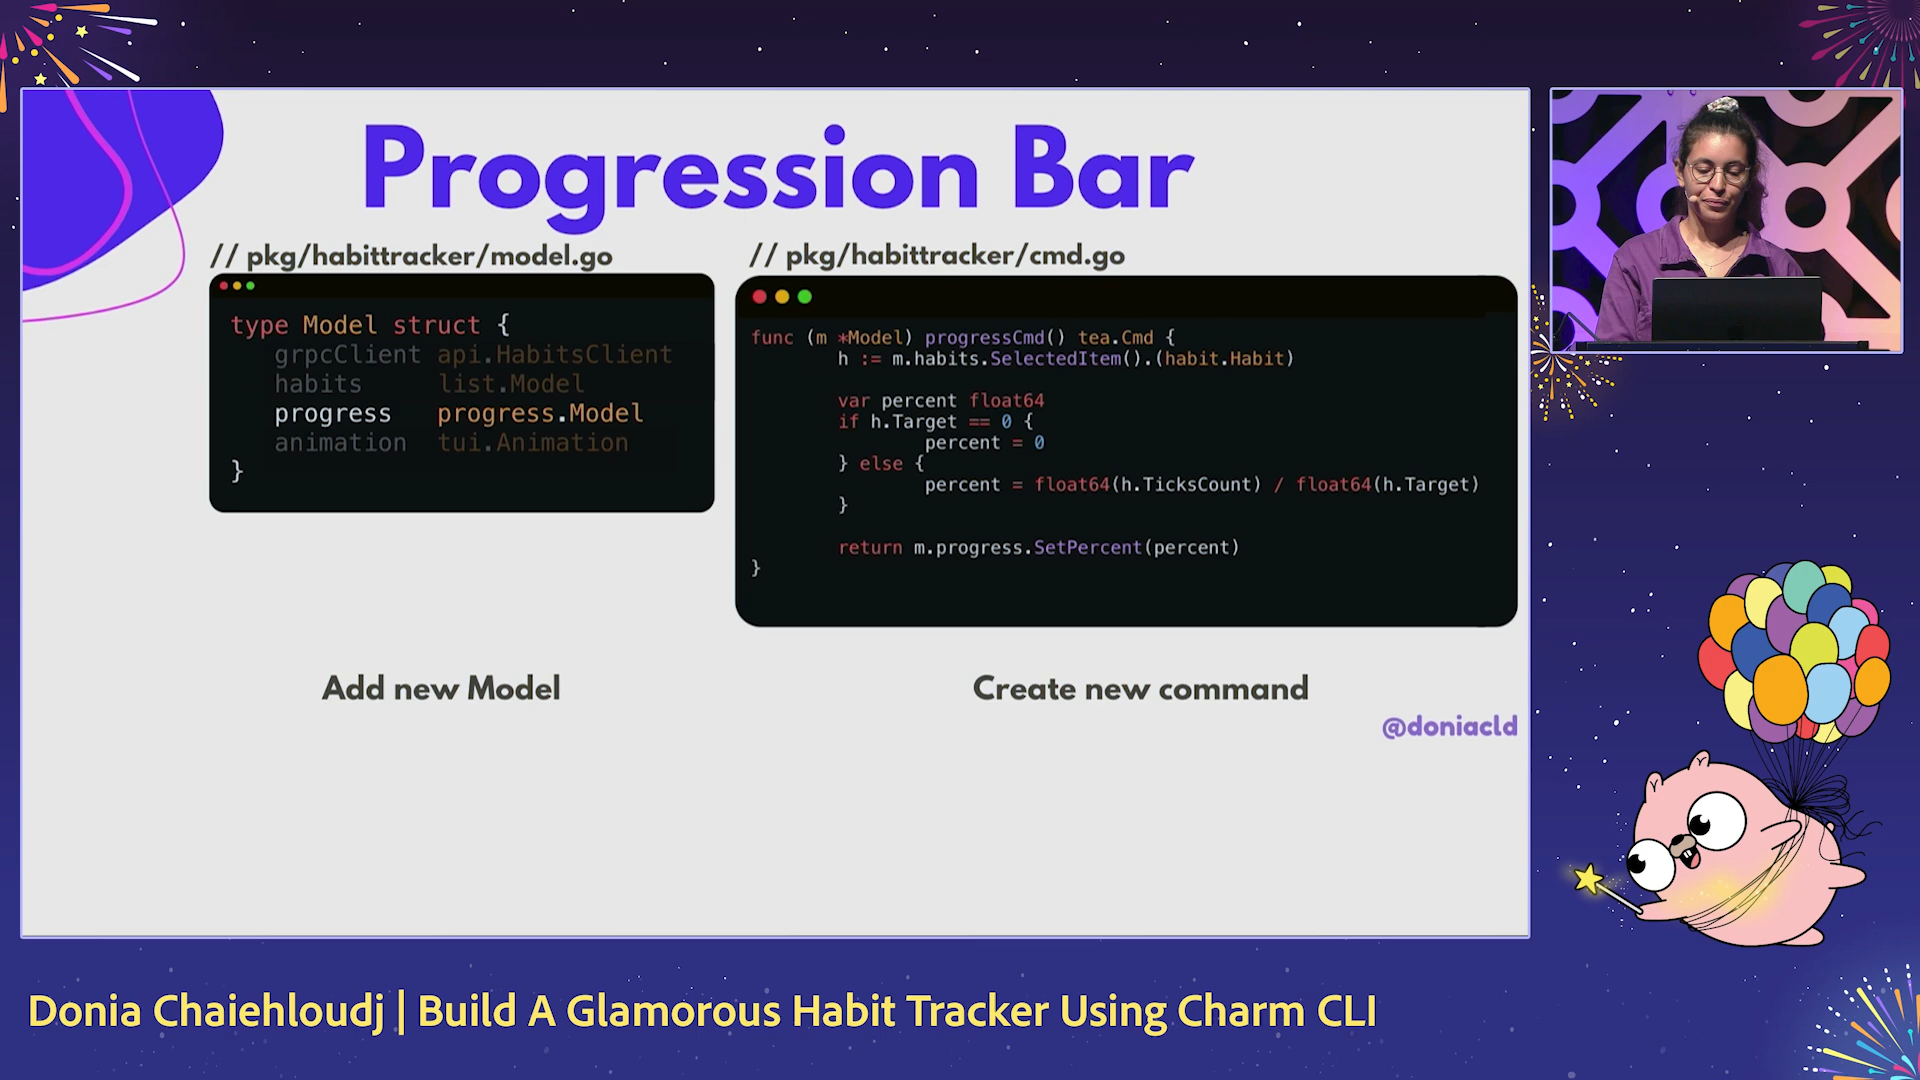 Progression Bar
// pkg/habittracker/model.go
type Model struct {
grpcClient api.HabitsClient
habits list.Model
progress progress.Model
animation tui.Animation
}
Add new Model
// pkg/habittracker/cmd.go
func (m *Model) progressCmd() tea.Cmd {
h := m.habits.SelectedItem().(habit.Habit)
var percent float64
if h.Target == 0 {
percent = 0
} else {
percent = float64(h.TicksCount) / float64(h.Target)
}
return m.progress.SetPercent(percent)
}
Create new command
@doniacld
Donia Chaiehloudj | Build A Glamorous Habit Tracker Using Charm CLI